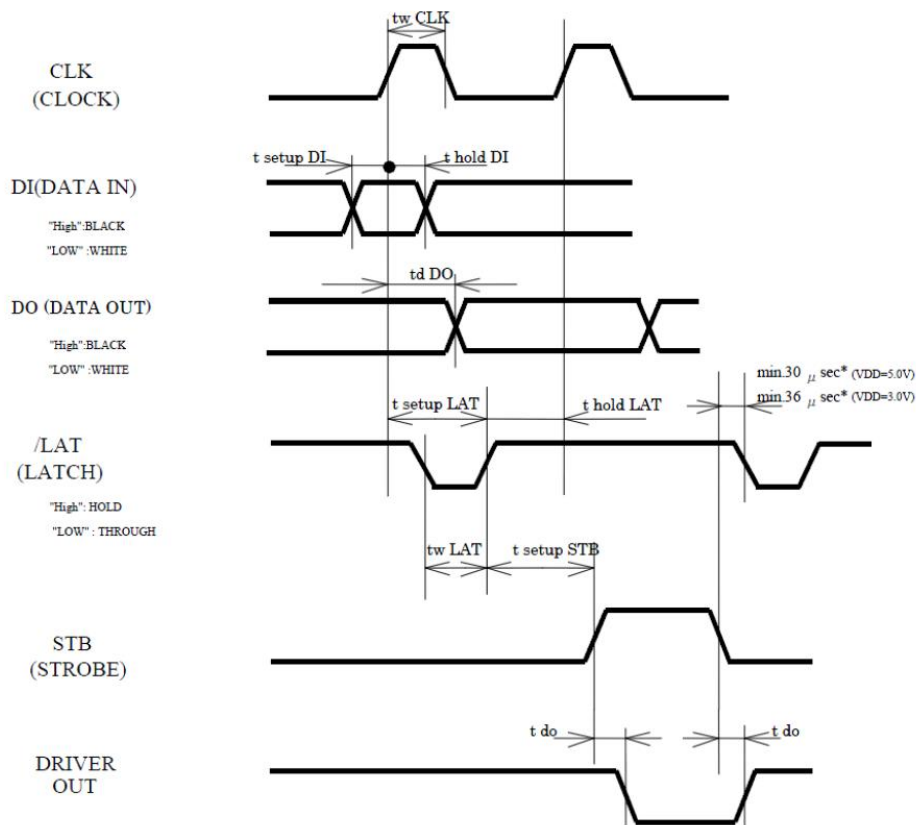 tw CLK
CLK
(CLOCK)
t setup DI
t hold DI
DI(DATA IN)
"High":BLACK
"LOW" :WHITE
td DO
DO (DATA OUT)
"High":BLACK
"LOW" : WHITE
min.30 μ sec* (VDD=5.0V)
min.36 μ sec* (VDD=3.0V)
t setup LAT
t hold LAT
/LAT
(LATCH)
"High": HOLD
"LOW" : THROUGH
tw LAT
t setup STB
STB
(STROBE)
t do
t do
DRIVER
OUT